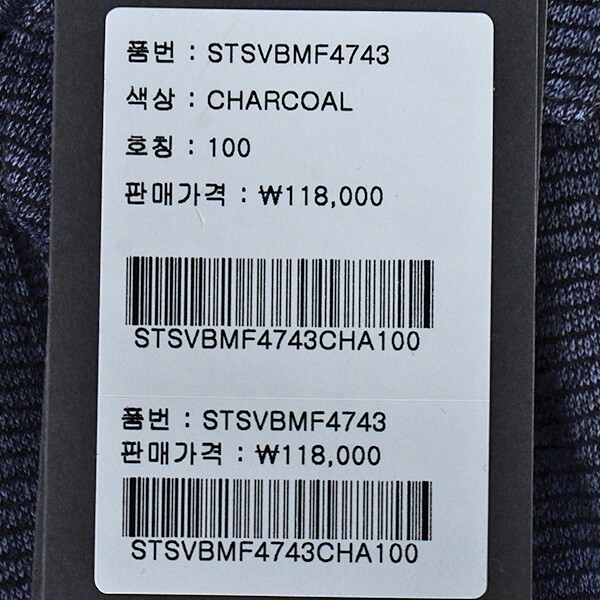 품번 : STSVBMF4743
색상 : CHARCOAL
호칭 : 100
판매가격 : ₩118,000
STSVBMF4743CHA100
품번 : STSVBMF4743
판매가격 : ₩118,000
STSVBMF4743CHA100